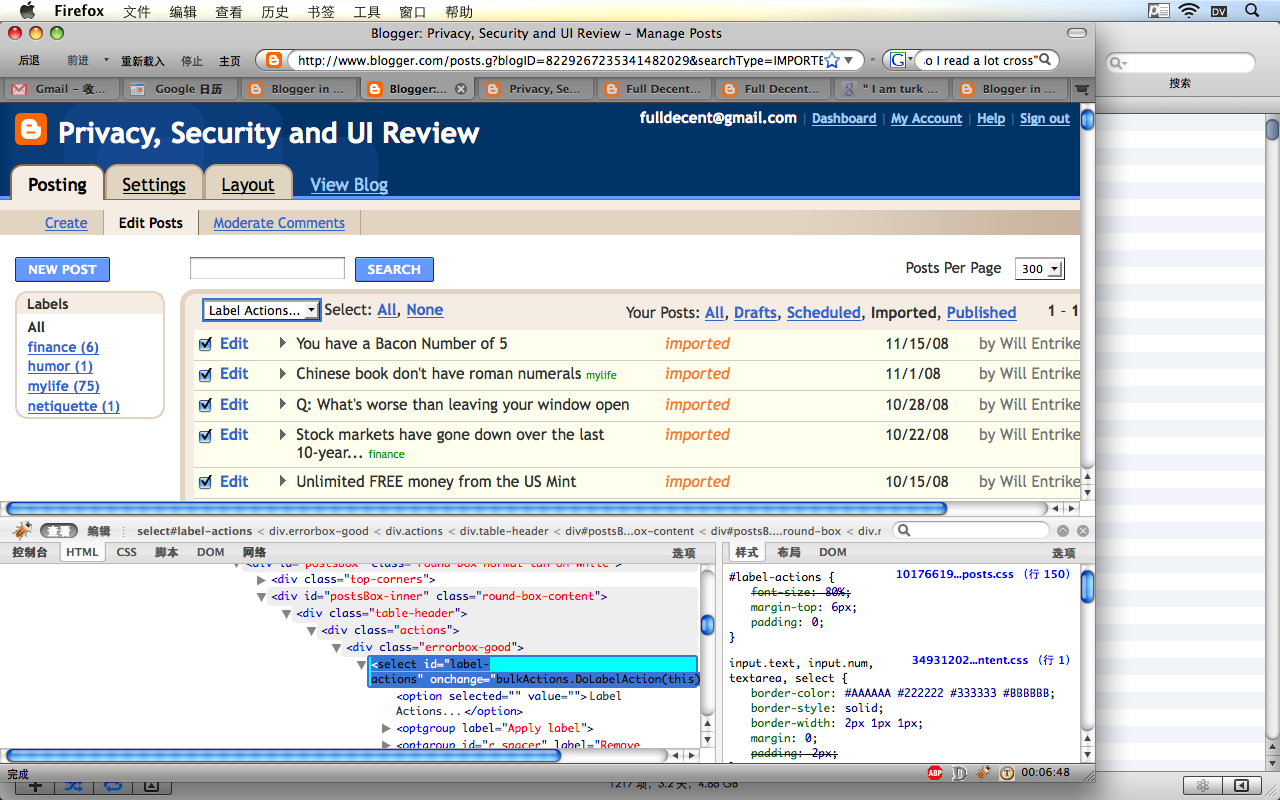 Firefox 文件 编辑 查看 历史 书签 工具 窗口 帮助 DV
Blogger: Privacy, Security and UI Review – Manage Posts
后退 前进 重新载入 停止 主页 http://www.blogger.com/posts.g?blogID=8229267235341482029&searchType=IMPORTE G o I read a lot cross"
搜索
Gmail – 收... Google 日历 Blogger in ... Blogger:... Privacy, Se... Full Decent... Full Decent... " I am turk ... Blogger in ...
fulldecent@gmail.com | Dashboard | My Account | Help | Sign out
Privacy, Security and UI Review
Posting Settings Layout View Blog
Create Edit Posts Moderate Comments
NEW POST SEARCH Posts Per Page 300
Labels
All
finance (6)
humor (1)
mylife (75)
netiquette (1)
Label Actions... Select: All, None Your Posts: All, Drafts, Scheduled, Imported, Published 1 - 1
Edit You have a Bacon Number of 5 imported 11/15/08 by Will Entrike
Edit Chinese book don't have roman numerals mylife imported 11/1/08 by Will Entrike
Edit Q: What's worse than leaving your window open imported 10/28/08 by Will Entrike
Edit Stock markets have gone down over the last imported 10/22/08 by Will Entrike
10-year... finance
Edit Unlimited FREE money from the US Mint imported 10/15/08 by Will Entrike
查看 编辑 select#label-actions < div.errorbox-good < div.actions < div.table-header < div#postsB...ox-content < div#postsB....round-box < div.r
控制台 HTML CSS 脚本 DOM 网络 选项
<div id="postsBox" class="round-box normal tan-on-white">
<div class="top-corners">
<div id="postsBox-inner" class="round-box-content">
<div class="table-header">
<div class="actions">
<div class="errorbox-good">
<select id="label-
actions" onchange="bulkActions.DoLabelAction(this)
<option selected="" value="">Label
Actions...</option>
<optgroup label="Apply label">
<optgroup id="r_spacer" label="Remove
样式 布局 DOM 选项
#label-actions { 10176619...posts.css (行 150)
font-size: 80%;
margin-top: 6px;
padding: 0;
}
input.text, input.num, 34931202...ntent.css (行 1)
textarea, select {
border-color: #AAAAAA #222222 #333333 #BBBBBB;
border-style: solid;
border-width: 2px 1px 1px;
margin: 0;
padding: 2px;
完成 ABP 00:06:48
1217 项, 3.2 天, 4.88 GB